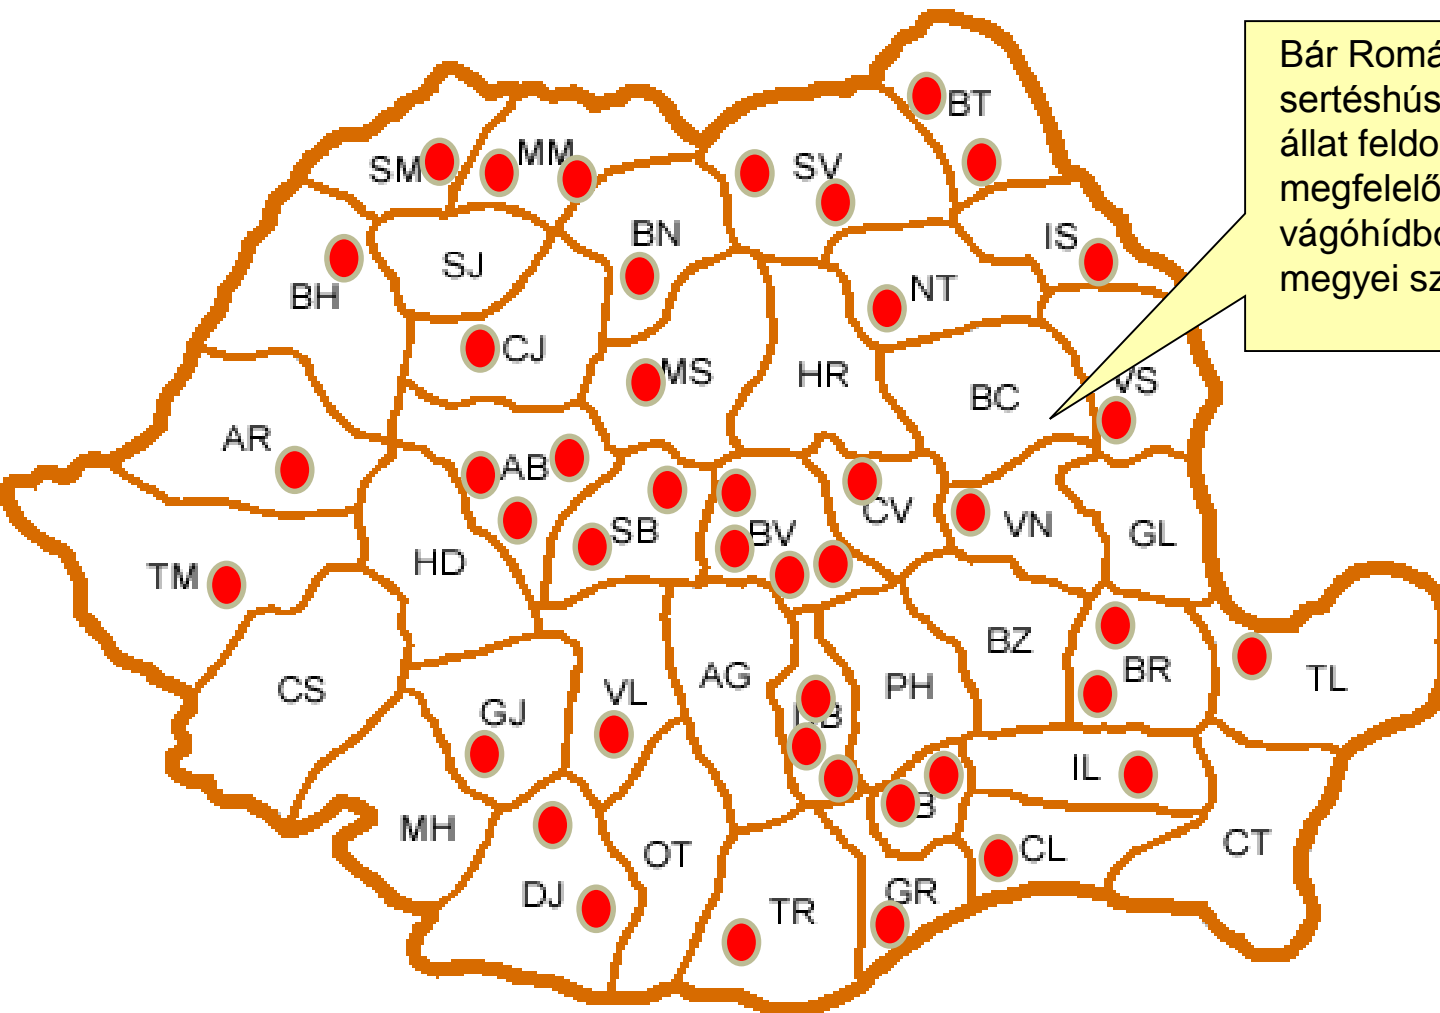 Bár Romá
sertéshús
állat feldo
megfelelő
vágóhídbo
megyei sz
BT
SM
MM
SV
BN
IS
SJ
NT
BH
CJ
MS
HR
BC
VS
AR
AB
CV
SB
BV
VN
GL
HD
TM
BZ
BR
AG
TL
CS
VL
PH
GJ
DB
IL
B
MH
CT
OT
CL
DJ
GR
TR